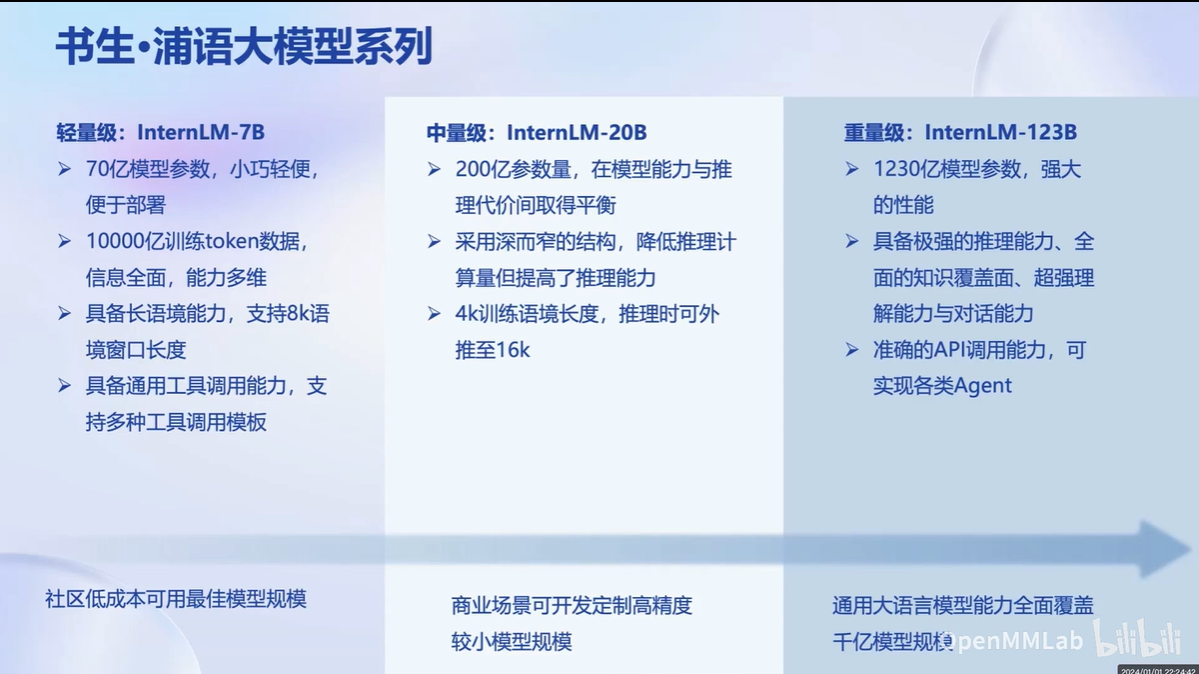 书生·浦语大模型系列
轻量级：InternLM-7B
➢ 70亿模型参数，小巧轻便，
便于部署
➢ 10000亿训练token数据，
信息全面，能力多维
➢ 具备长语境能力，支持8k语
境窗口长度
➢ 具备通用工具调用能力，支
持多种工具调用模板
社区低成本可用最佳模型规模
中量级：InternLM-20B
➢ 200亿参数量，在模型能力与推
理代价间取得平衡
➢ 采用深而窄的结构，降低推理计
算量但提高了推理能力
➢ 4k训练语境长度，推理时可外
推至16k
商业场景可开发定制高精度
较小模型规模
重量级：InternLM-123B
➢ 1230亿模型参数，强大
的性能
➢ 具备极强的推理能力、全
面的知识覆盖面、超强理
解能力与对话能力
➢ 准确的API调用能力，可
实现各类Agent
通用大语言模型能力全面覆盖
千亿模型规模
OpenMMLab bilibili
2024/01/01 22:24:42